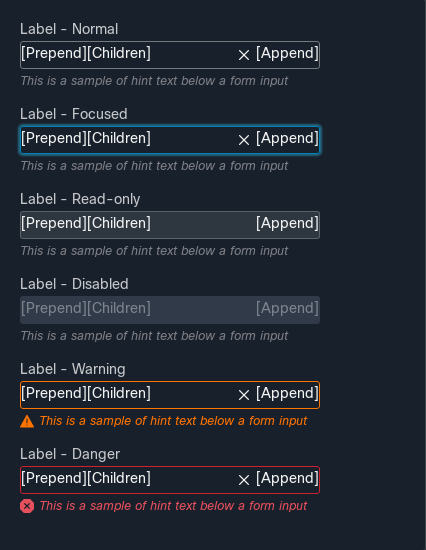 Label - Normal
[Prepend][Children] × [Append]
This is a sample of hint text below a form input
Label - Focused
[Prepend][Children] × [Append]
This is a sample of hint text below a form input
Label - Read-only
[Prepend][Children] [Append]
This is a sample of hint text below a form input
Label - Disabled
[Prepend][Children] [Append]
This is a sample of hint text below a form input
Label - Warning
[Prepend][Children] × [Append]
This is a sample of hint text below a form input
Label - Danger
[Prepend][Children] × [Append]
This is a sample of hint text below a form input